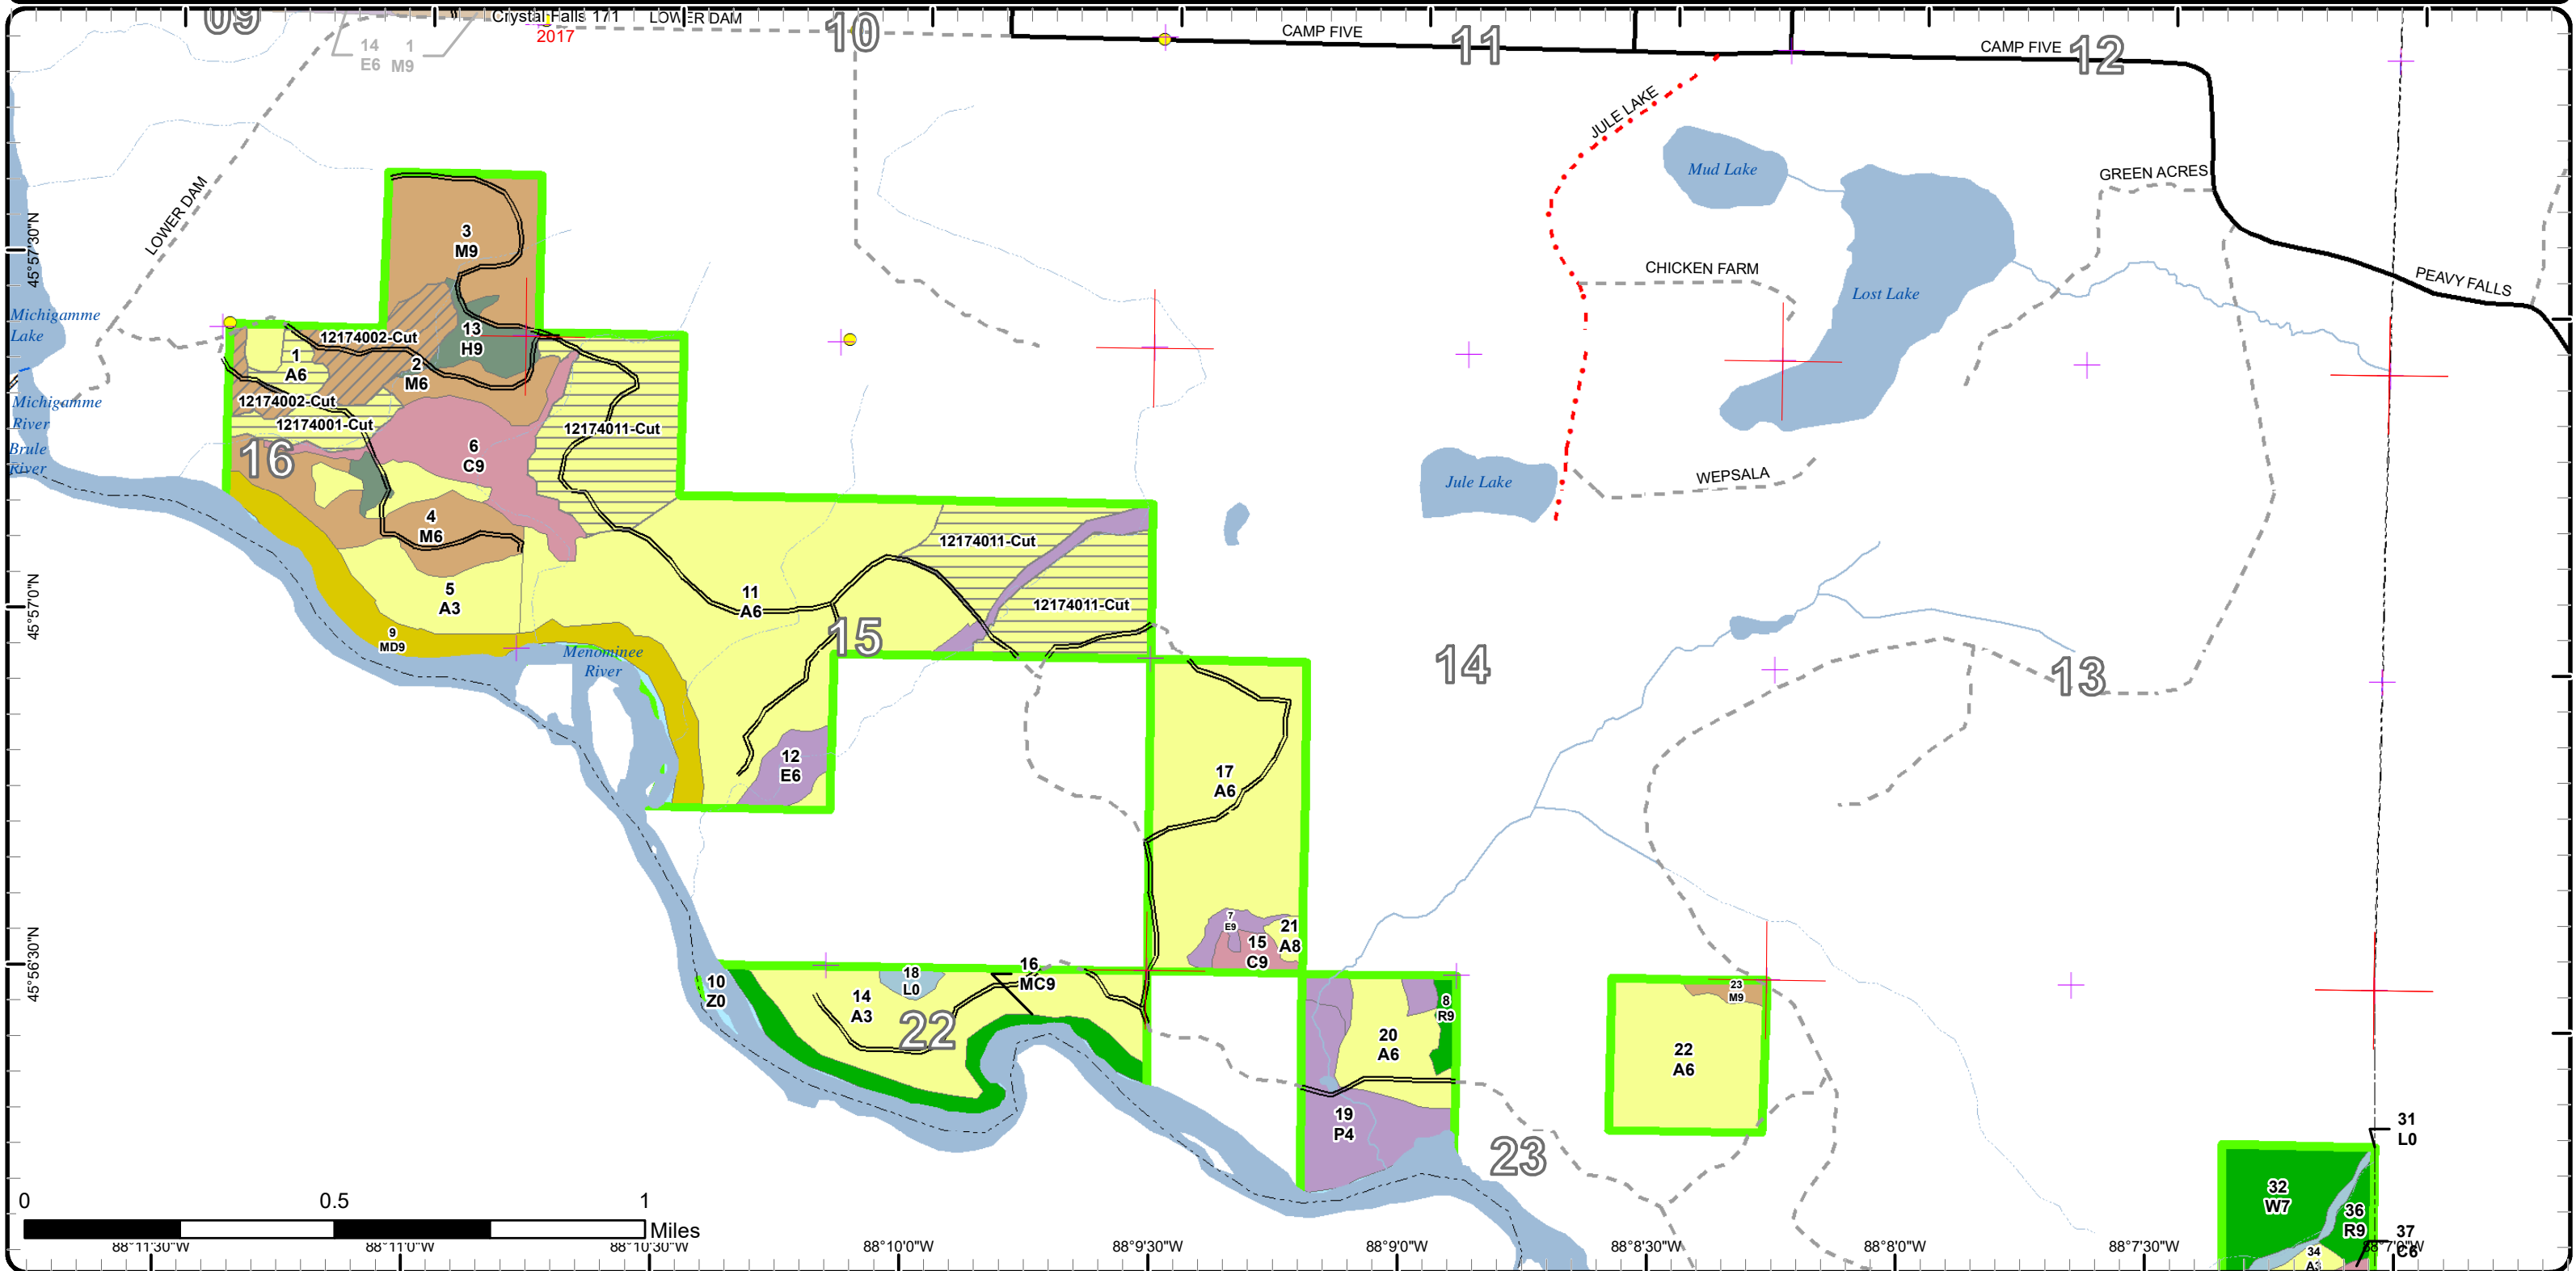 09
Crystal Falls 171
2017
LOWER DAM
10
CAMP FIVE
11
CAMP FIVE
12
14 1
E6 M9
JULE LAKE
Mud Lake
GREEN ACRES
LOWER DAM
45°57'30"N
3
M9
CHICKEN FARM
Lost Lake
PEAVY FALLS
Michigamme
Lake
13
H9
12174002-Cut
1
A6
2
M6
12174002-Cut
Michigamme
River
12174001-Cut
12174011-Cut
Brule
River
16
6
C9
Jule Lake
WEPSALA
4
M6
12174011-Cut
45°57'0"N
5
A3
11
A6
12174011-Cut
9
MD9
Menominee
River
15
14
13
12
E6
17
A6
7
E9
21
A8
15
C9
45°56'30"N
10
Z0
18
L0
16
MC9
14
A3
22
8
R9
20
A6
23
M9
22
A6
19
P4
23
31
L0
32
W7
36
R9
37
C6
34
A3
0 0.5 1
Miles
88°11'30"W 88°11'0"W 88°10'30"W 88°10'0"W 88°9'30"W 88°9'0"W 88°8'30"W 88°8'0"W 88°7'30"W 88°7'0"W